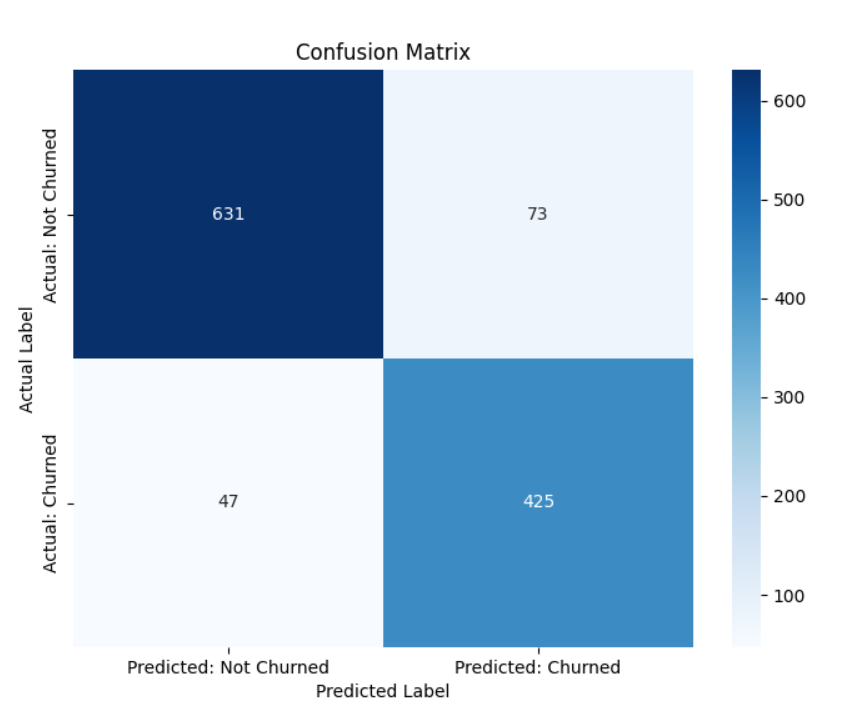 Confusion Matrix
Actual Label
Actual: Not Churned
Actual: Churned
631
73
47
425
Predicted: Not Churned
Predicted: Churned
Predicted Label
600
500
400
300
200
100